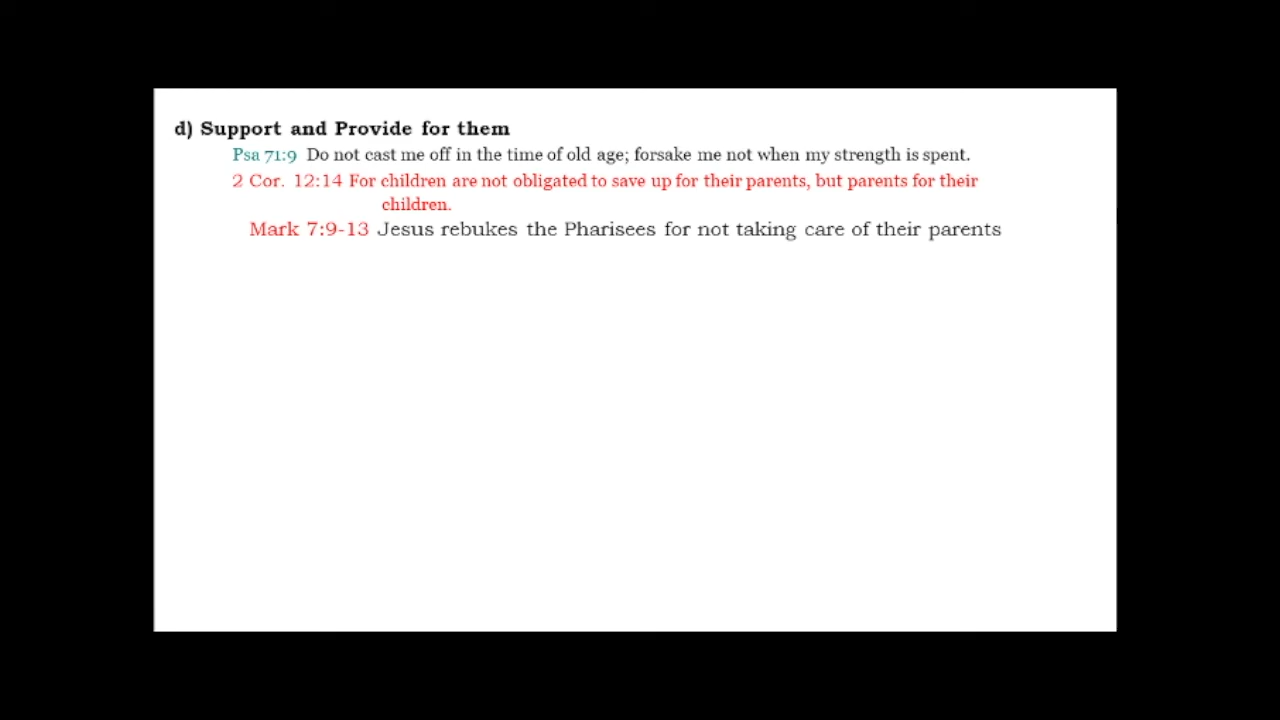 d) Support and Provide for them
Psa 71:9 Do not cast me off in the time of old age; forsake me not when my strength is spent.
2 Cor. 12:14 For children are not obligated to save up for their parents, but parents for their
children.
Mark 7:9-13 Jesus rebukes the Pharisees for not taking care of their parents